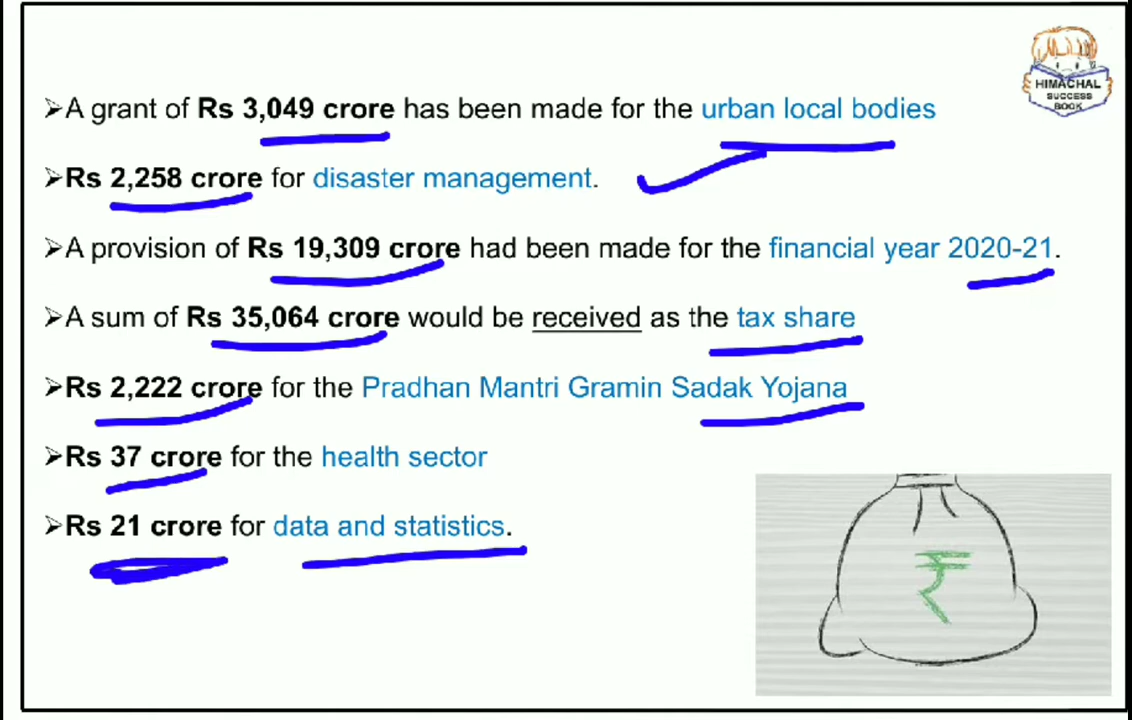 ➢A grant of Rs 3,049 crore has been made for the urban local bodies
➢Rs 2,258 crore for disaster management.
➢A provision of Rs 19,309 crore had been made for the financial year 2020-21.
➢A sum of Rs 35,064 crore would be received as the tax share
➢Rs 2,222 crore for the Pradhan Mantri Gramin Sadak Yojana
➢Rs 37 crore for the health sector
➢Rs 21 crore for data and statistics.
HIMACHAL
SUCCESS
BOOK
₹